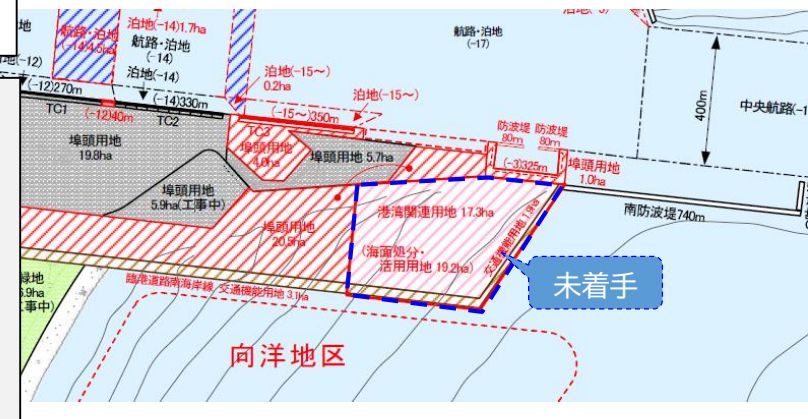 泊地(-14)1.7ha
航路・泊地
(-14)4.5ha
航路・泊地
(-14)
泊地(-14)
航路・泊地
(-17)
泊地(-15～)
0.2ha
泊地(-15～)
(-12)270m
(-14)330m
(-15～)350m
TC1
(-12)40m
TC2
TC3
防波堤
80m
防波堤
80m
(-3)325m
400m
中央航路(-1
埠頭用地
19.8ha
埠頭用地
4.0ha
埠頭用地 5.7ha
埠頭用地
1.0ha
埠頭用地
5.9ha(工事中)
埠頭用地
20.5ha
港湾関連用地 17.3ha
(海面処分・
活用用地 19.2ha)
交通機能用地 1.9ha
南防波堤740m
未着手
臨港道路南海岸線 交通機能用地 3.1ha
緑地
6.9ha
工事中)
向洋地区